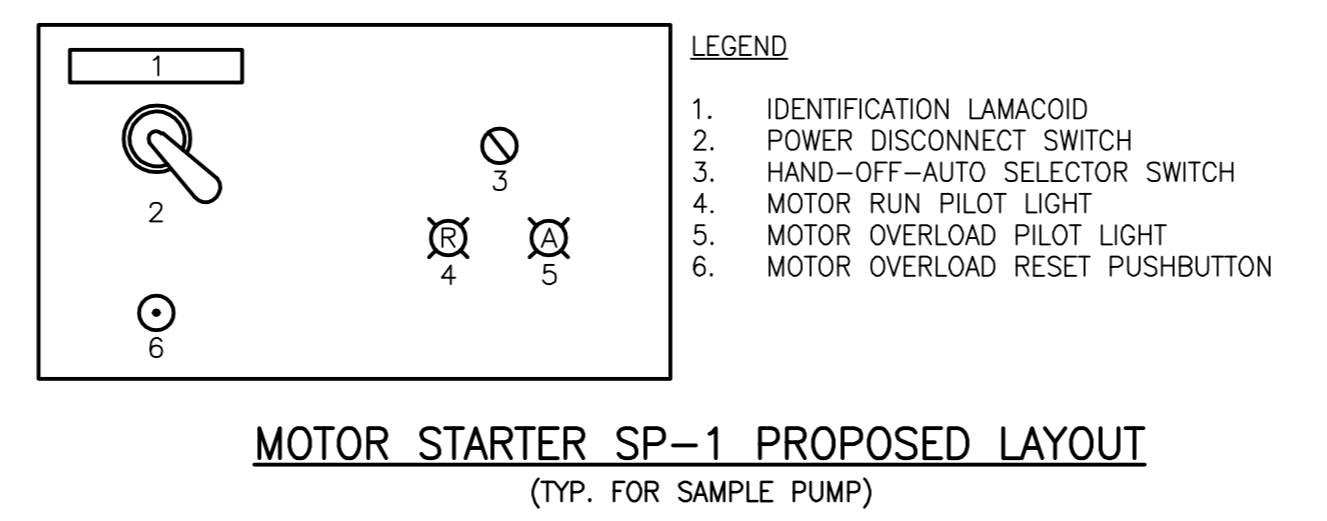 1
2
3
R
A
4
5
6
LEGEND
1. IDENTIFICATION LAMACOID
2. POWER DISCONNECT SWITCH
3. HAND-OFF-AUTO SELECTOR SWITCH
4. MOTOR RUN PILOT LIGHT
5. MOTOR OVERLOAD PILOT LIGHT
6. MOTOR OVERLOAD RESET PUSHBUTTON
MOTOR STARTER SP-1 PROPOSED LAYOUT
(TYP. FOR SAMPLE PUMP)